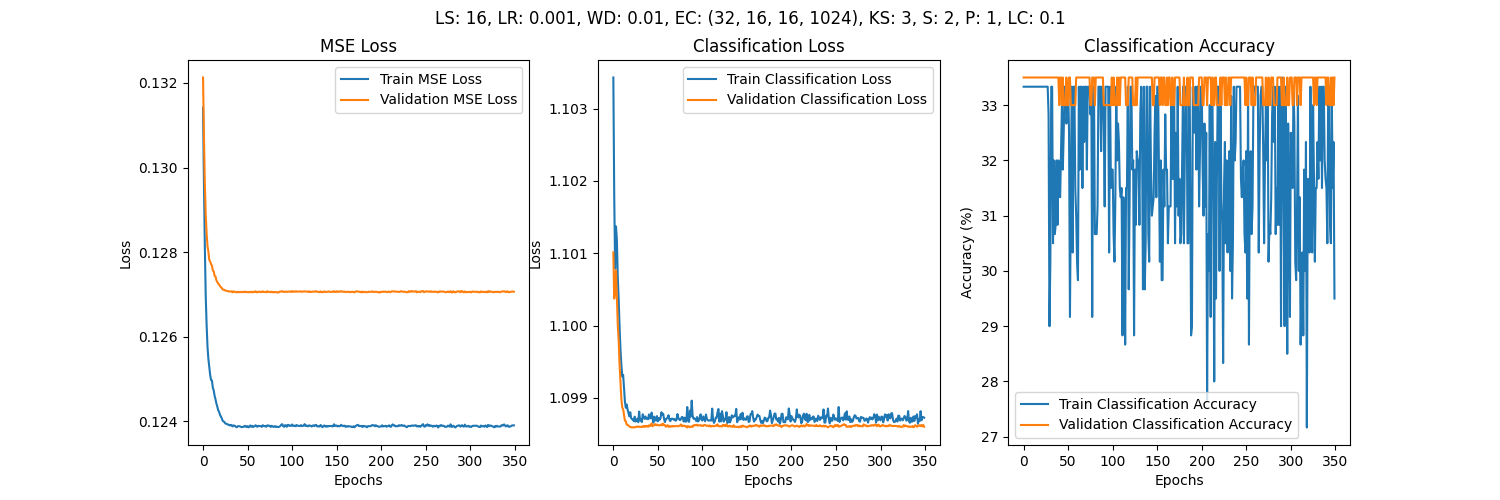 LS: 16, LR: 0.001, WD: 0.01, EC: (32, 16, 16, 1024), KS: 3, S: 2, P: 1, LC: 0.1
MSE Loss
Train MSE Loss
Validation MSE Loss
0.132
0.130
0.128
0.126
0.124
Loss
0 50 100 150 200 250 300 350
Epochs
Classification Loss
Train Classification Loss
Validation Classification Loss
1.103
1.102
1.101
1.100
1.099
Loss
0 50 100 150 200 250 300 350
Epochs
Classification Accuracy
33
32
31
30
29
28
27
Accuracy (%)
Train Classification Accuracy
Validation Classification Accuracy
0 50 100 150 200 250 300 350
Epochs